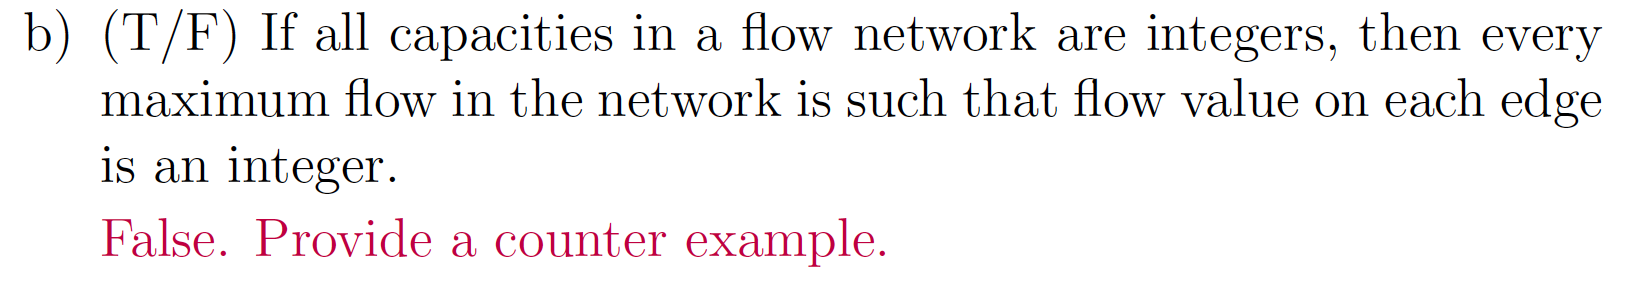 b) (T/F) If all capacities in a flow network are integers, then every
maximum flow in the network is such that flow value on each edge
is an integer.
False. Provide a counter example.